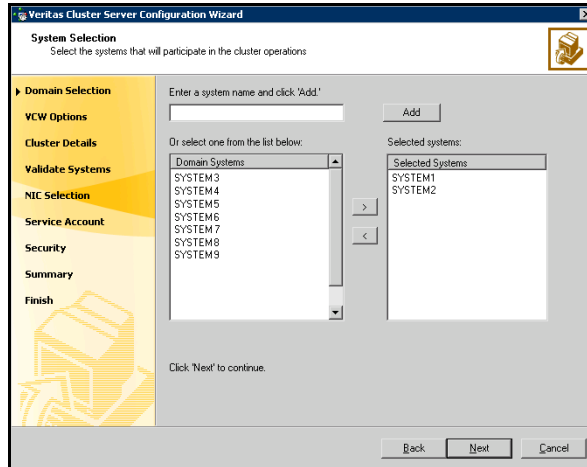 Veritas Cluster Server Configuration Wizard
System Selection
Select the systems that will participate in the cluster operations
Domain Selection
VCW Options
Cluster Details
Validate Systems
NIC Selection
Service Account
Security
Summary
Finish
Enter a system name and click 'Add.'
Add
Or select one from the list below:
Domain Systems
SYSTEM3
SYSTEM4
SYSTEM5
SYSTEM6
SYSTEM7
SYSTEM8
SYSTEM9
>
<
Selected systems:
Selected Systems
SYSTEM1
SYSTEM2
Click 'Next' to continue.
Back
Next
Cancel